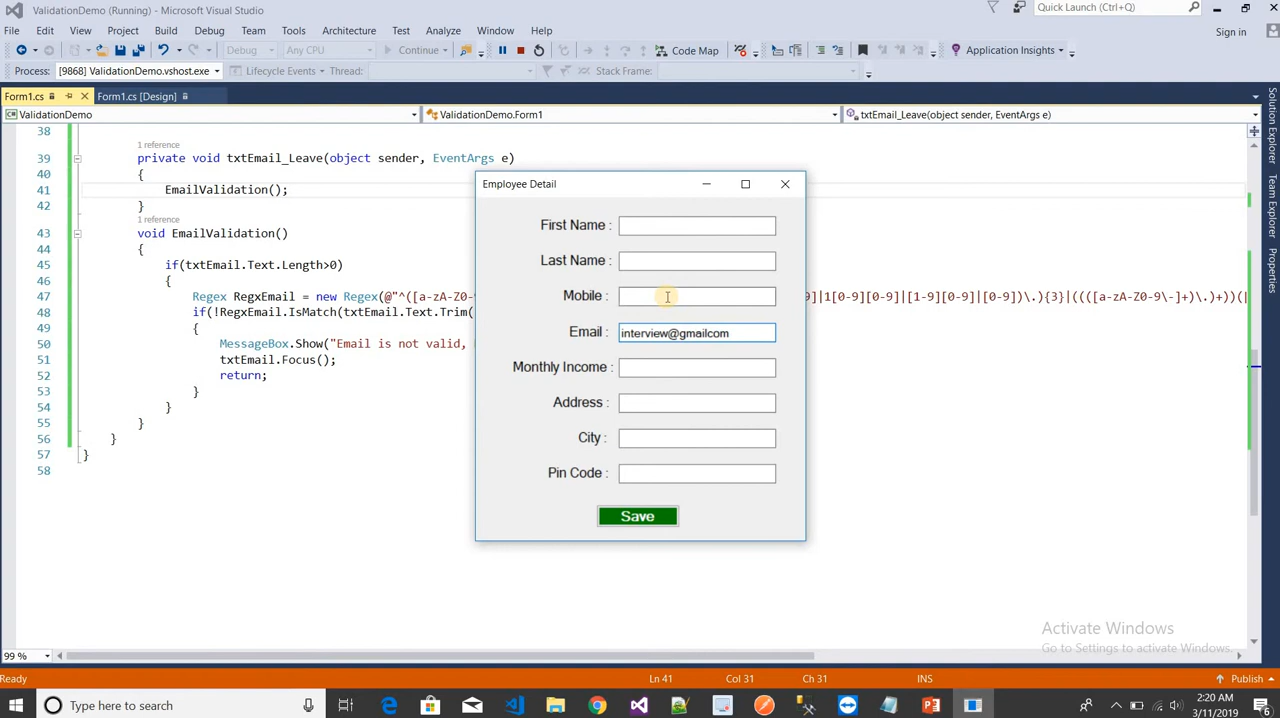 ValidationDemo (Running) - Microsoft Visual Studio
Quick Launch (Ctrl+Q)
File Edit View Project Build Debug Team Tools Architecture Test Analyze Window Help
Sign in
Debug Any CPU Continue Code Map Application Insights
Process: [9868] ValidationDemo.vshost.exe Lifecycle Events Thread: Stack Frame:
Form1.cs Form1.cs [Design]
ValidationDemo ValidationDemo.Form1 txtEmail_Leave(object sender, EventArgs e)
38
1 reference
39 private void txtEmail_Leave(object sender, EventArgs e)
40 {
41 EmailValidation();
42 }
1 reference
43 void EmailValidation()
44 {
45 if(txtEmail.Text.Length>0)
46 {
47 Regex RegxEmail = new Regex(@"^([a-zA-Z0-9 9]|1[0-9][0-9]|[1-9][0-9]|[0-9])\.){3}|((([a-zA-Z0-9\-]+)\.)+))(|
48 if(!RegxEmail.IsMatch(txtEmail.Text.Trim(
49 {
50 MessageBox.Show("Email is not valid,
51 txtEmail.Focus();
52 return;
53 }
54 }
55 }
56 }
57 }
58
Employee Detail
First Name :
Last Name :
Mobile :
Email : interview@gmailcom
Monthly Income :
Address :
City :
Pin Code :
Save
Solution Explorer
Team Explorer
Properties
Activate Windows
Go to Settings to activate Windows.
99 %
Ready Ln 41 Col 31 Ch 31 INS Publish
Type here to search
2:20 AM
3/11/2019
6